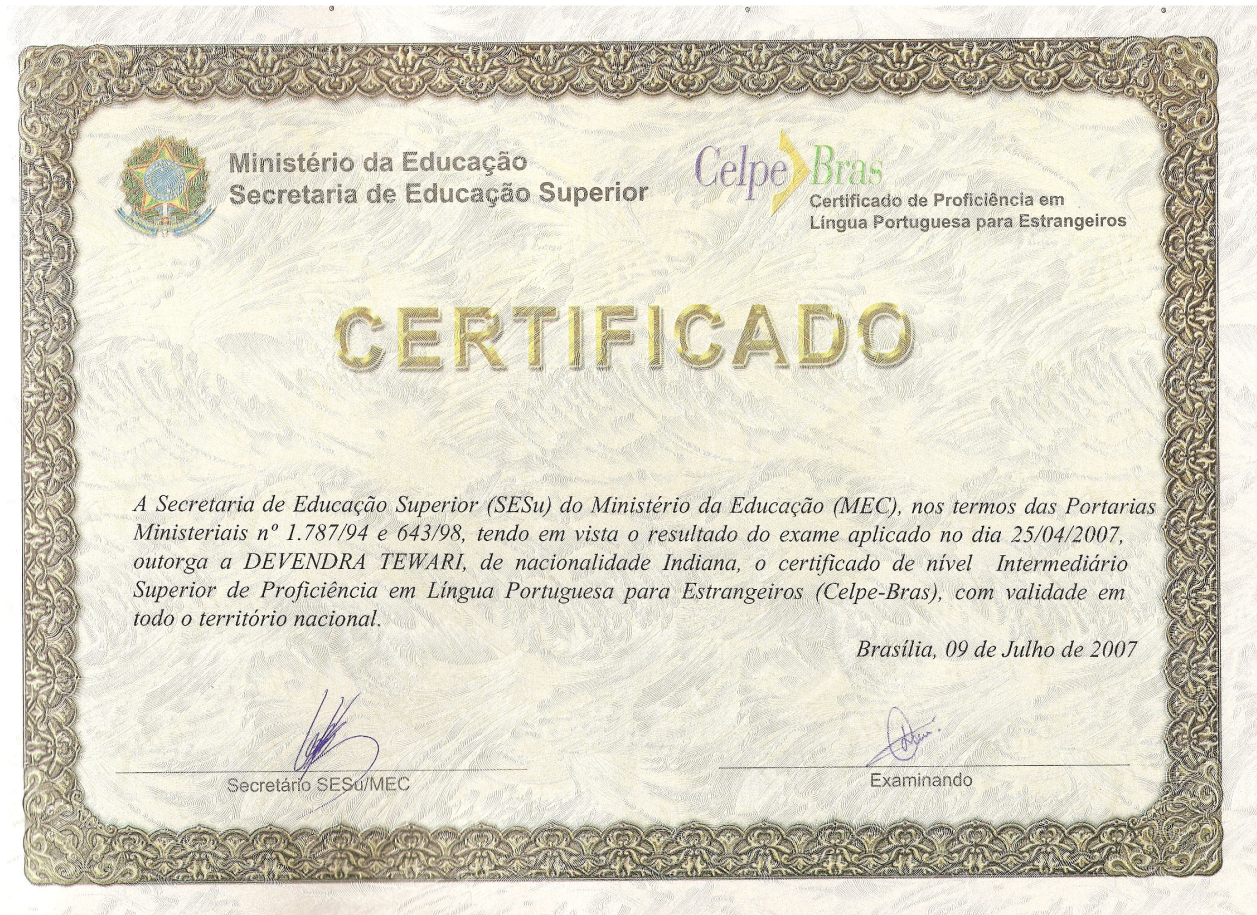 Ministério da Educação
Secretaria de Educação Superior
Celpe Bras
Certificado de Proficiência em
Língua Portuguesa para Estrangeiros
CERTIFICADO
A Secretaria de Educação Superior (SESu) do Ministério da Educação (MEC), nos termos das Portarias
Ministeriais nº 1.787/94 e 643/98, tendo em vista o resultado do exame aplicado no dia 25/04/2007,
outorga a DEVENDRA TEWARI, de nacionalidade Indiana, o certificado de nível Intermediário
Superior de Proficiência em Língua Portuguesa para Estrangeiros (Celpe-Bras), com validade em
todo o território nacional.
Brasília, 09 de Julho de 2007
Secretário SESu/MEC
Examinando